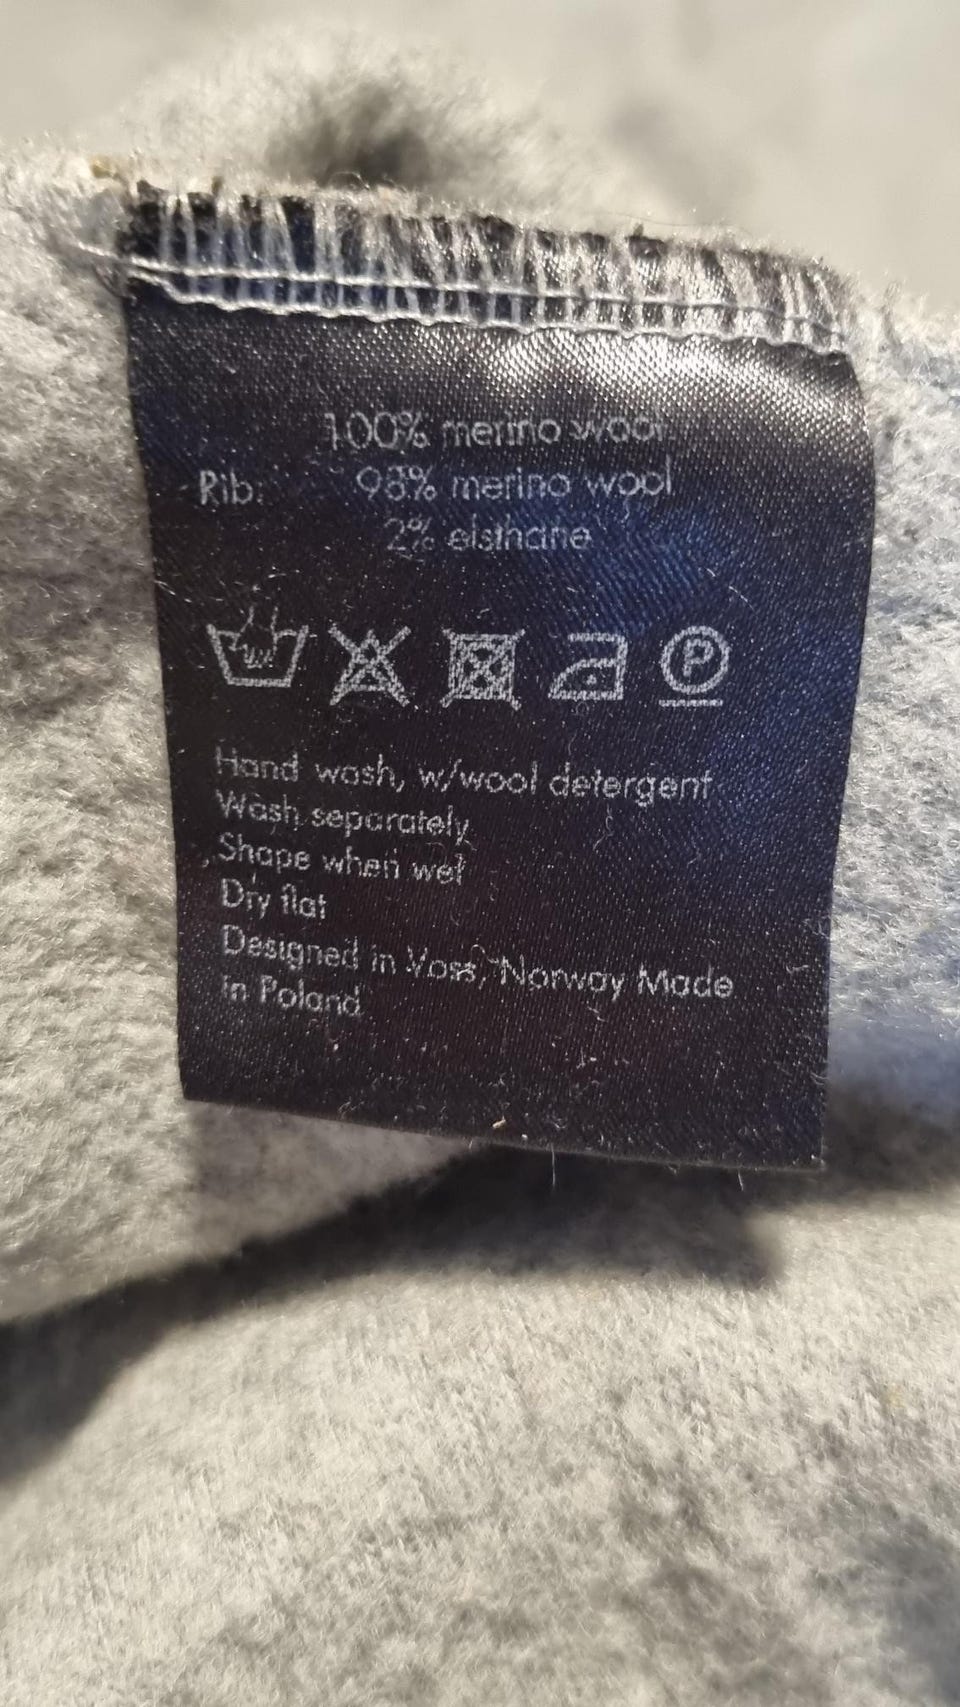 100% merino wool
Rib: 98% merino wool
2% elsthane
P
Hand wash, w/wool detergent
Wash separately
Shape when wet
Dry flat
Designed in Voss, Norway Made
in Poland